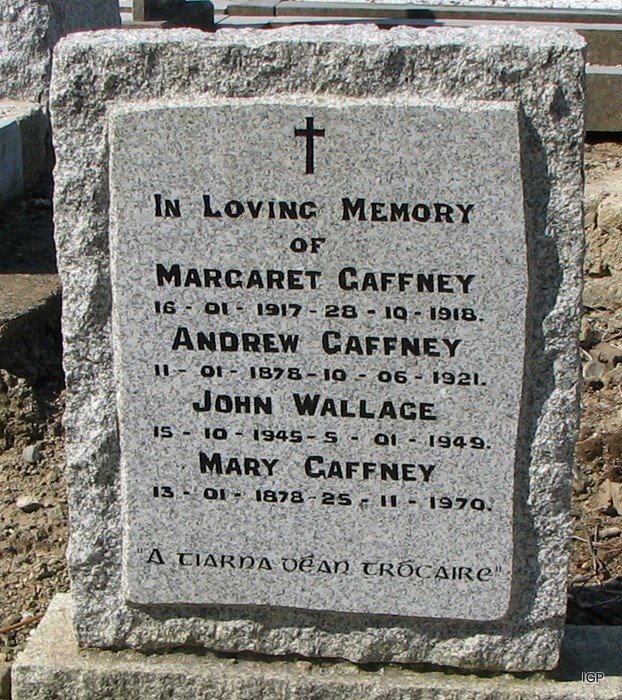 In Loving Memory
of
Margaret Gaffney
16 - 01 - 1917 - 28 - 10 - 1918.
Andrew Gaffney
11 - 01 - 1878 - 10 - 06 - 1921.
John Wallace
15 - 10 - 1945 - 5 - 01 - 1949.
Mary Gaffney
13 - 01 - 1878 - 25 - 11 - 1970.
"A Tiarna Déan Trócaire"
IGP